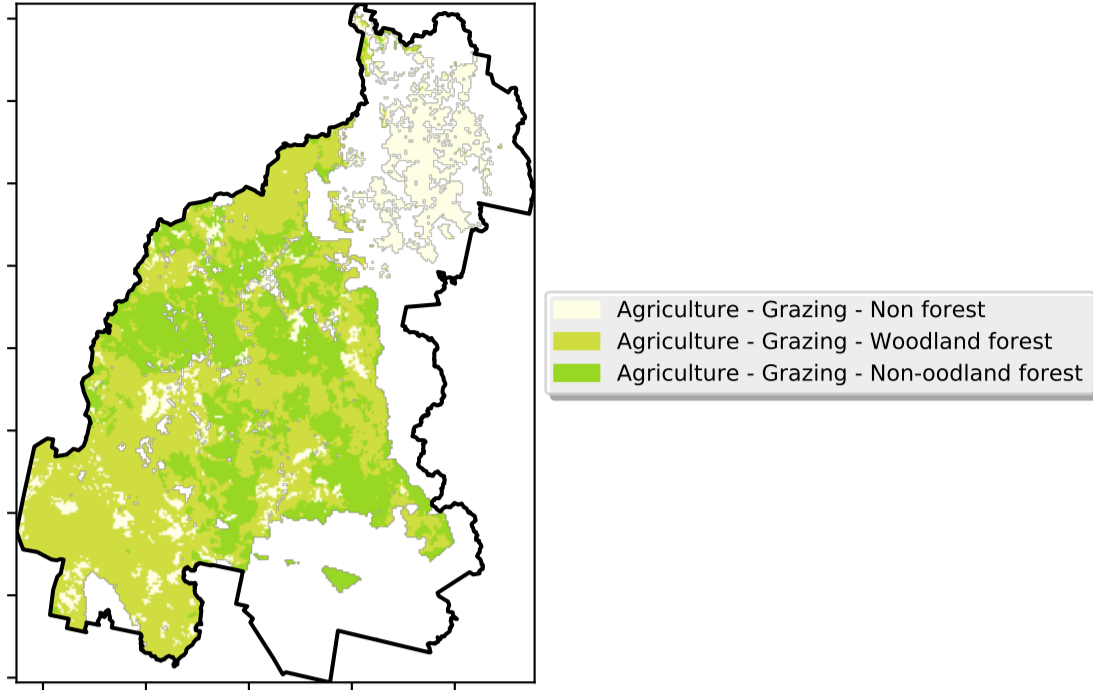 Agriculture - Grazing - Non forest
Agriculture - Grazing - Woodland forest
Agriculture - Grazing - Non-oodland forest